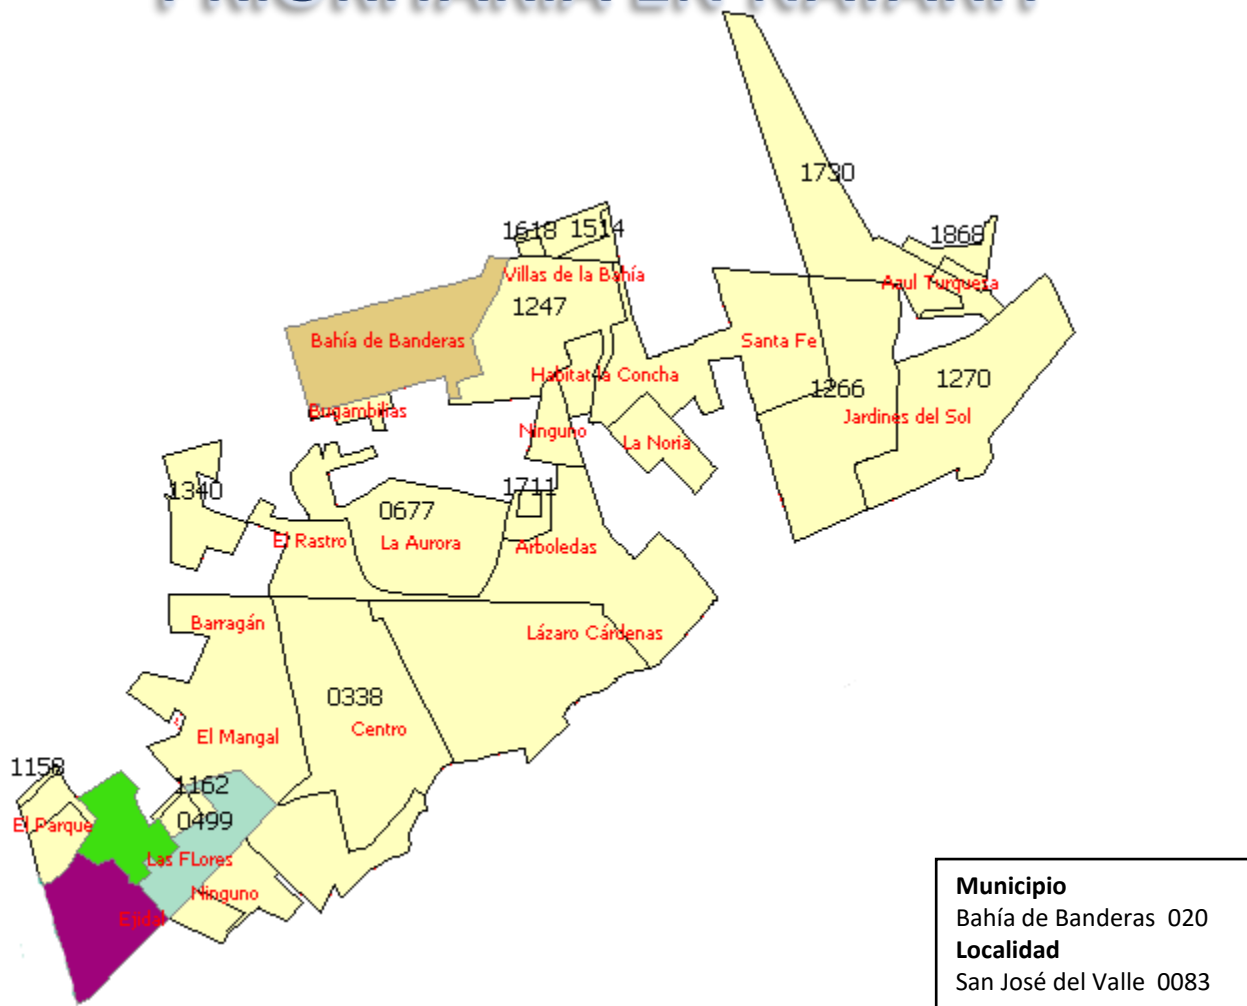 1730
1618 1514
1868
Villas de la Bahía
Azul Turquesa
1247
Bahía de Banderas
Santa Fe
Habitat la Concha
1266
1270
Bugambilias
Jardines del Sol
Ninguno
La Noria
1340
1711
0677
El Rastro
La Aurora
Arboledas
Barragán
Lázaro Cárdenas
0338
Centro
El Mangal
1158
1162
El Parque
0499
Las FLores
Ninguno
Ejidal
Municipio
Bahía de Banderas 020
Localidad
San José del Valle 0083